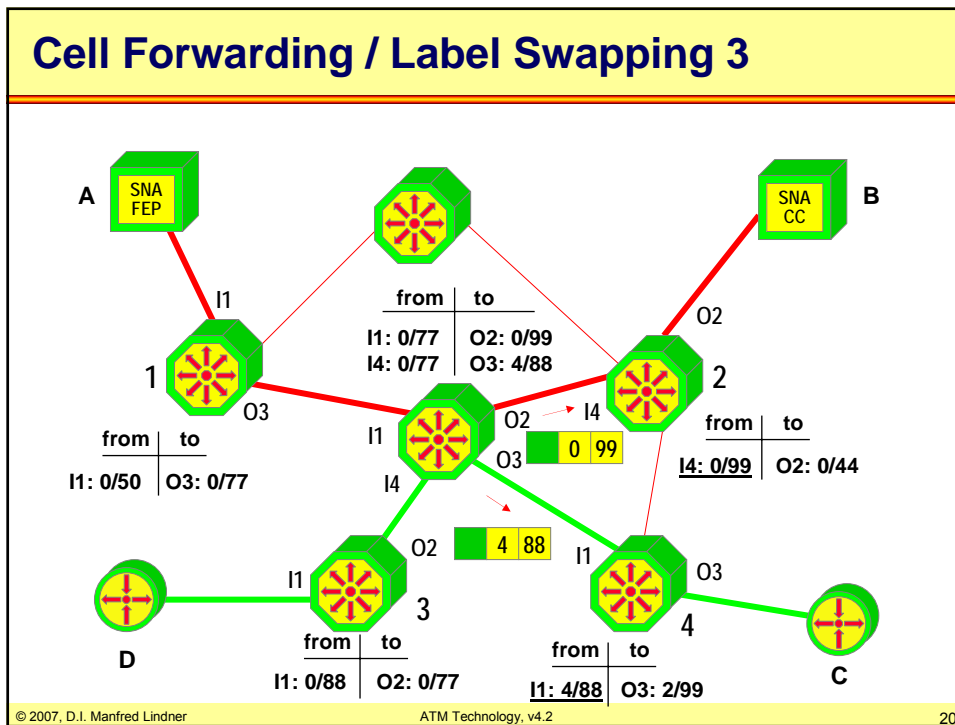 Cell Forwarding / Label Swapping 3
A
SNA
FEP
SNA
CC
B
I1
from to
I1: 0/77 O2: 0/99
I4: 0/77 O3: 4/88
O2
1
2
O3
I1
O2
I4
O3
0 99
from to
I1: 0/50 O3: 0/77
from to
I4: 0/99 O2: 0/44
I4
O2
4 88
I1
O3
I1
3
4
D
from to
I1: 0/88 O2: 0/77
from to
I1: 4/88 O3: 2/99
C
© 2007, D.I. Manfred Lindner
ATM Technology, v4.2
20